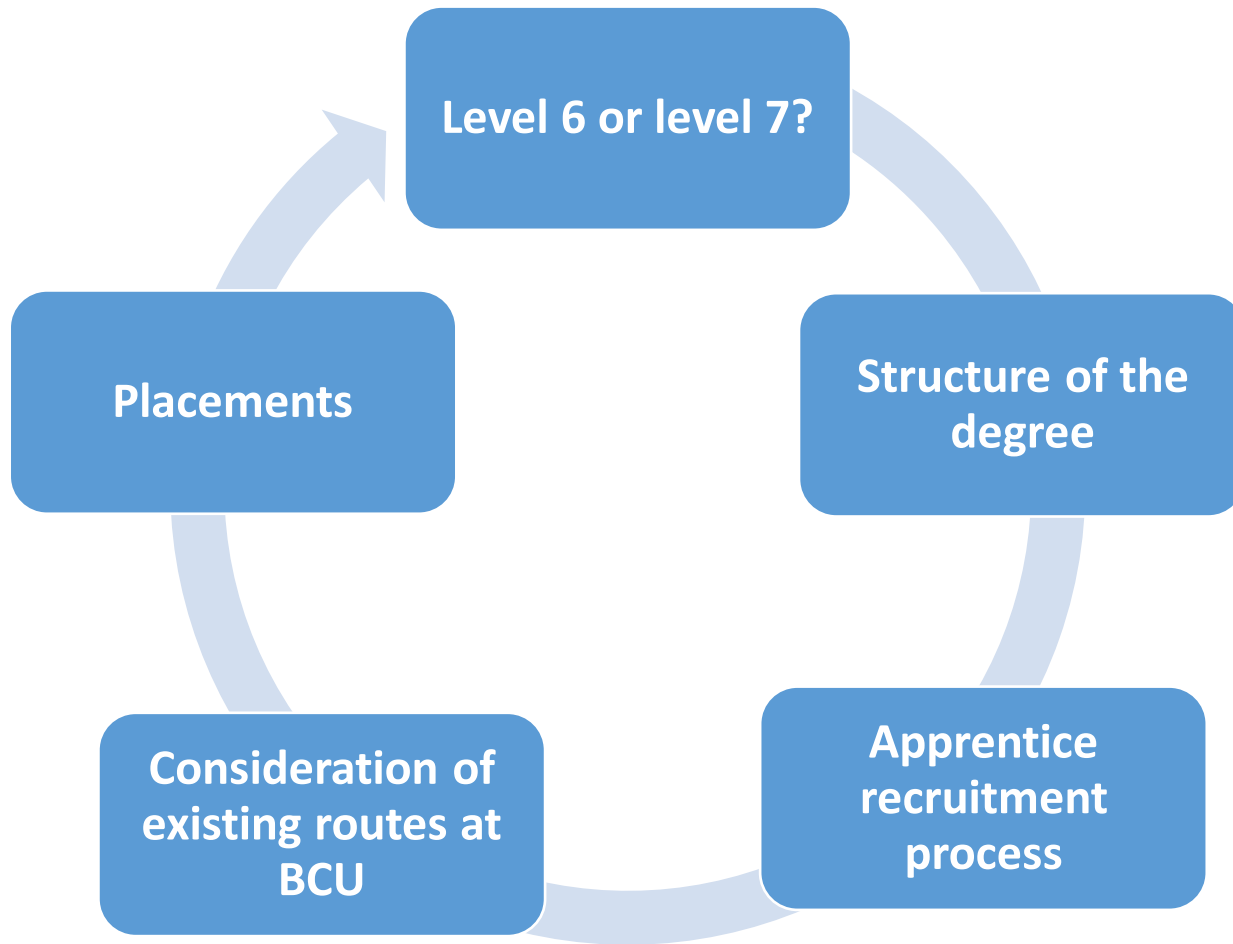 Level 6 or level 7?
Structure of the
degree
Apprentice
recruitment
process
Consideration of
existing routes at
BCU
Placements